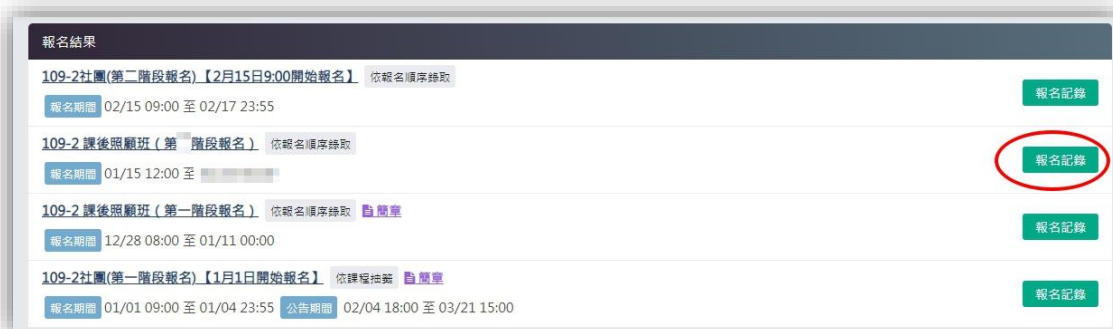 報名結果
109-2社團(第二階段報名)【2月15日9:00開始報名】 依報名順序錄取
報名記錄
報名期間 02/15 09:00 至 02/17 23:55
109-2 課後照顧班 ( 第 階段報名 ) 依報名順序錄取
報名記錄
報名期間 01/15 12:00 至
109-2 課後照顧班 ( 第一階段報名 ) 依報名順序錄取 簡章
報名記錄
報名期間 12/28 08:00 至 01/11 00:00
109-2社團(第一階段報名)【1月1日開始報名】 依課程抽籤 簡章
報名記錄
報名期間 01/01 09:00 至 01/04 23:55 公告期間 02/04 18:00 至 03/21 15:00